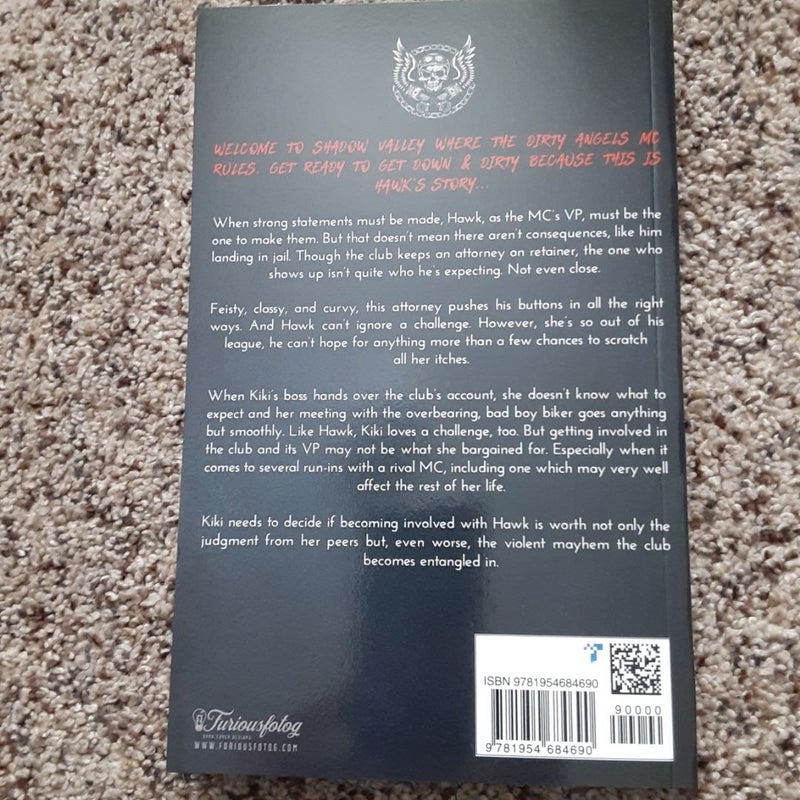 WELCOME TO SHADOW VALLEY WHERE THE DIRTY ANGELS MC
RULES. GET READY TO GET DOWN & DIRTY BECAUSE THIS IS
HAWK'S STORY...
When strong statements must be made, Hawk, as the MC's VP, must be the
one to make them. But that doesn't mean there aren't consequences, like him
landing in jail. Though the club keeps an attorney on retainer, the one who
shows up isn't quite who he's expecting. Not even close.
Feisty, classy, and curvy, this attorney pushes his buttons in all the right
ways. And Hawk can't ignore a challenge. However, she's so out of his
league, he can't hope for anything more than a few chances to scratch
all her itches.
When Kiki's boss hands over the club's account, she doesn't know what to
expect and her meeting with the overbearing, bad boy biker goes anything
but smoothly. Like Hawk, Kiki loves a challenge, too. But getting involved in
the club and its VP may not be what she bargained for. Especially when it
comes to several run-ins with a rival MC, including one which may very well
affect the rest of her life.
Kiki needs to decide if becoming involved with Hawk is worth not only the
judgment from her peers but, even worse, the violent mayhem the club
becomes entangled in.
ISBN 9781954684690
90000
9 781954 684690
Furiousfotog
BOOK COVER DESIGNS
WWW.FURIOUSFOTOG.COM